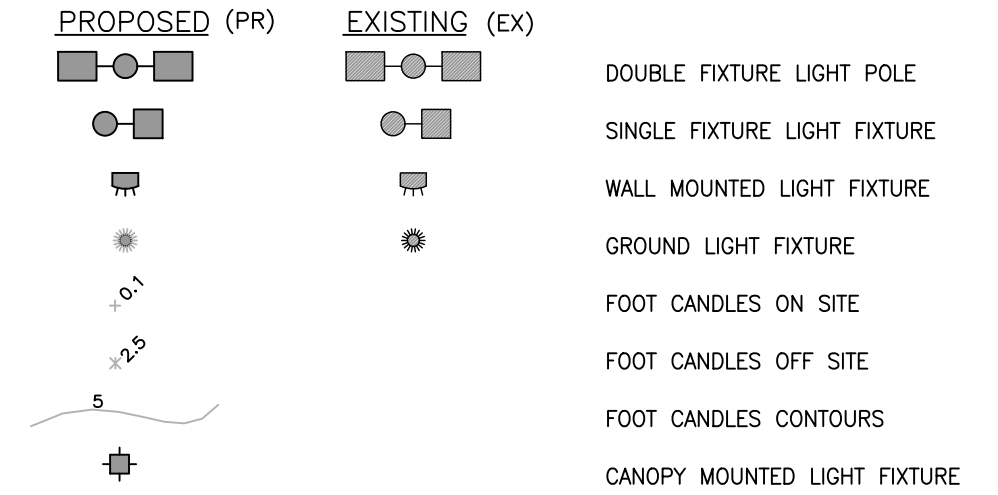 PROPOSED (PR) EXISTING (EX)
DOUBLE FIXTURE LIGHT POLE
SINGLE FIXTURE LIGHT FIXTURE
WALL MOUNTED LIGHT FIXTURE
GROUND LIGHT FIXTURE
0.1 FOOT CANDLES ON SITE
2.5 FOOT CANDLES OFF SITE
5 FOOT CANDLES CONTOURS
CANOPY MOUNTED LIGHT FIXTURE